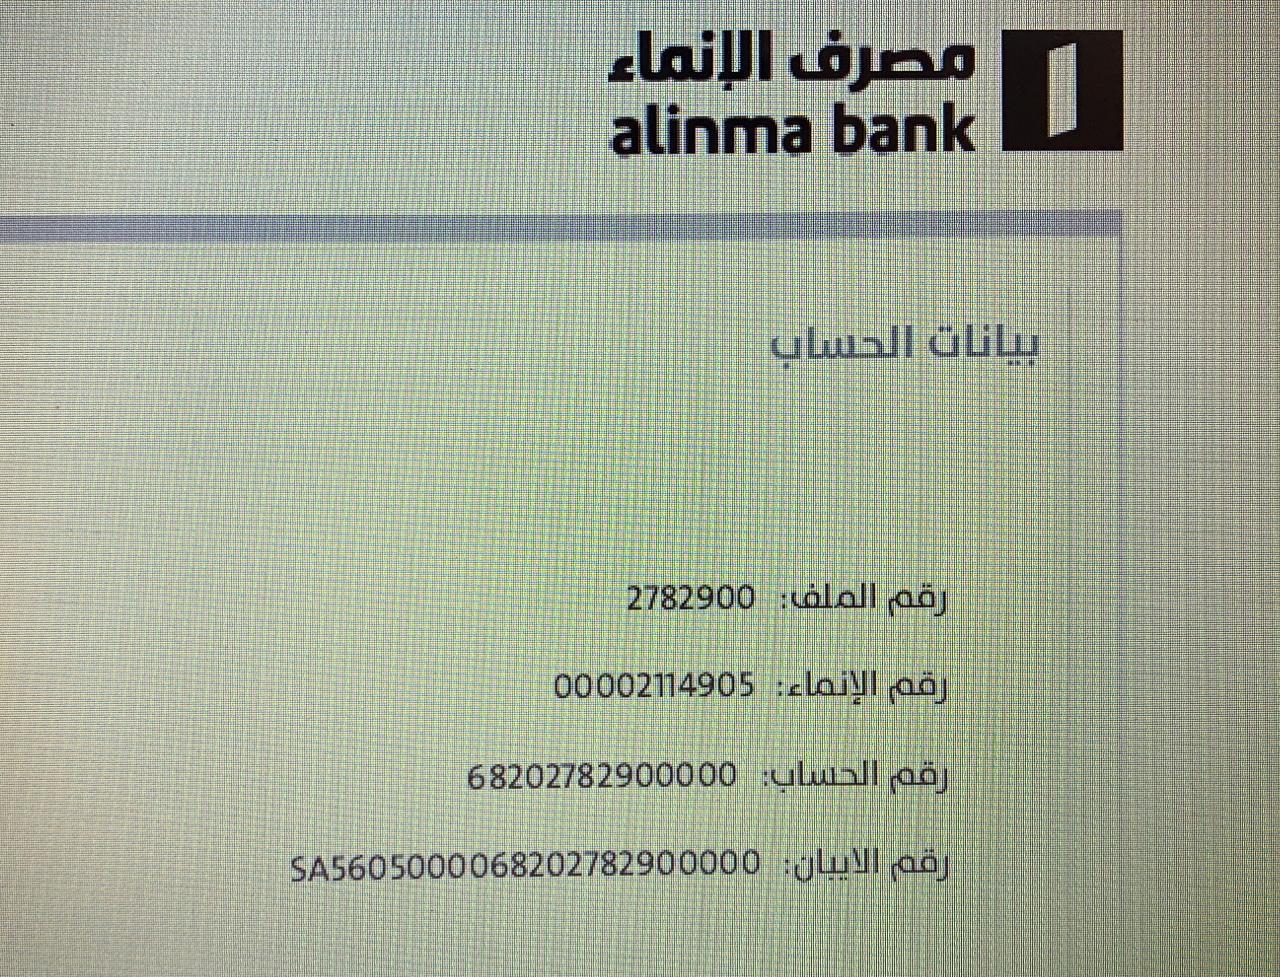 مصرف الإنماء
alinma bank
بيانات الحساب
رقم الملف: 2782900
رقم الإنماء: 00002114905
رقم الحساب: 68202782900000
رقم الايبان: SA5605000068202782900000